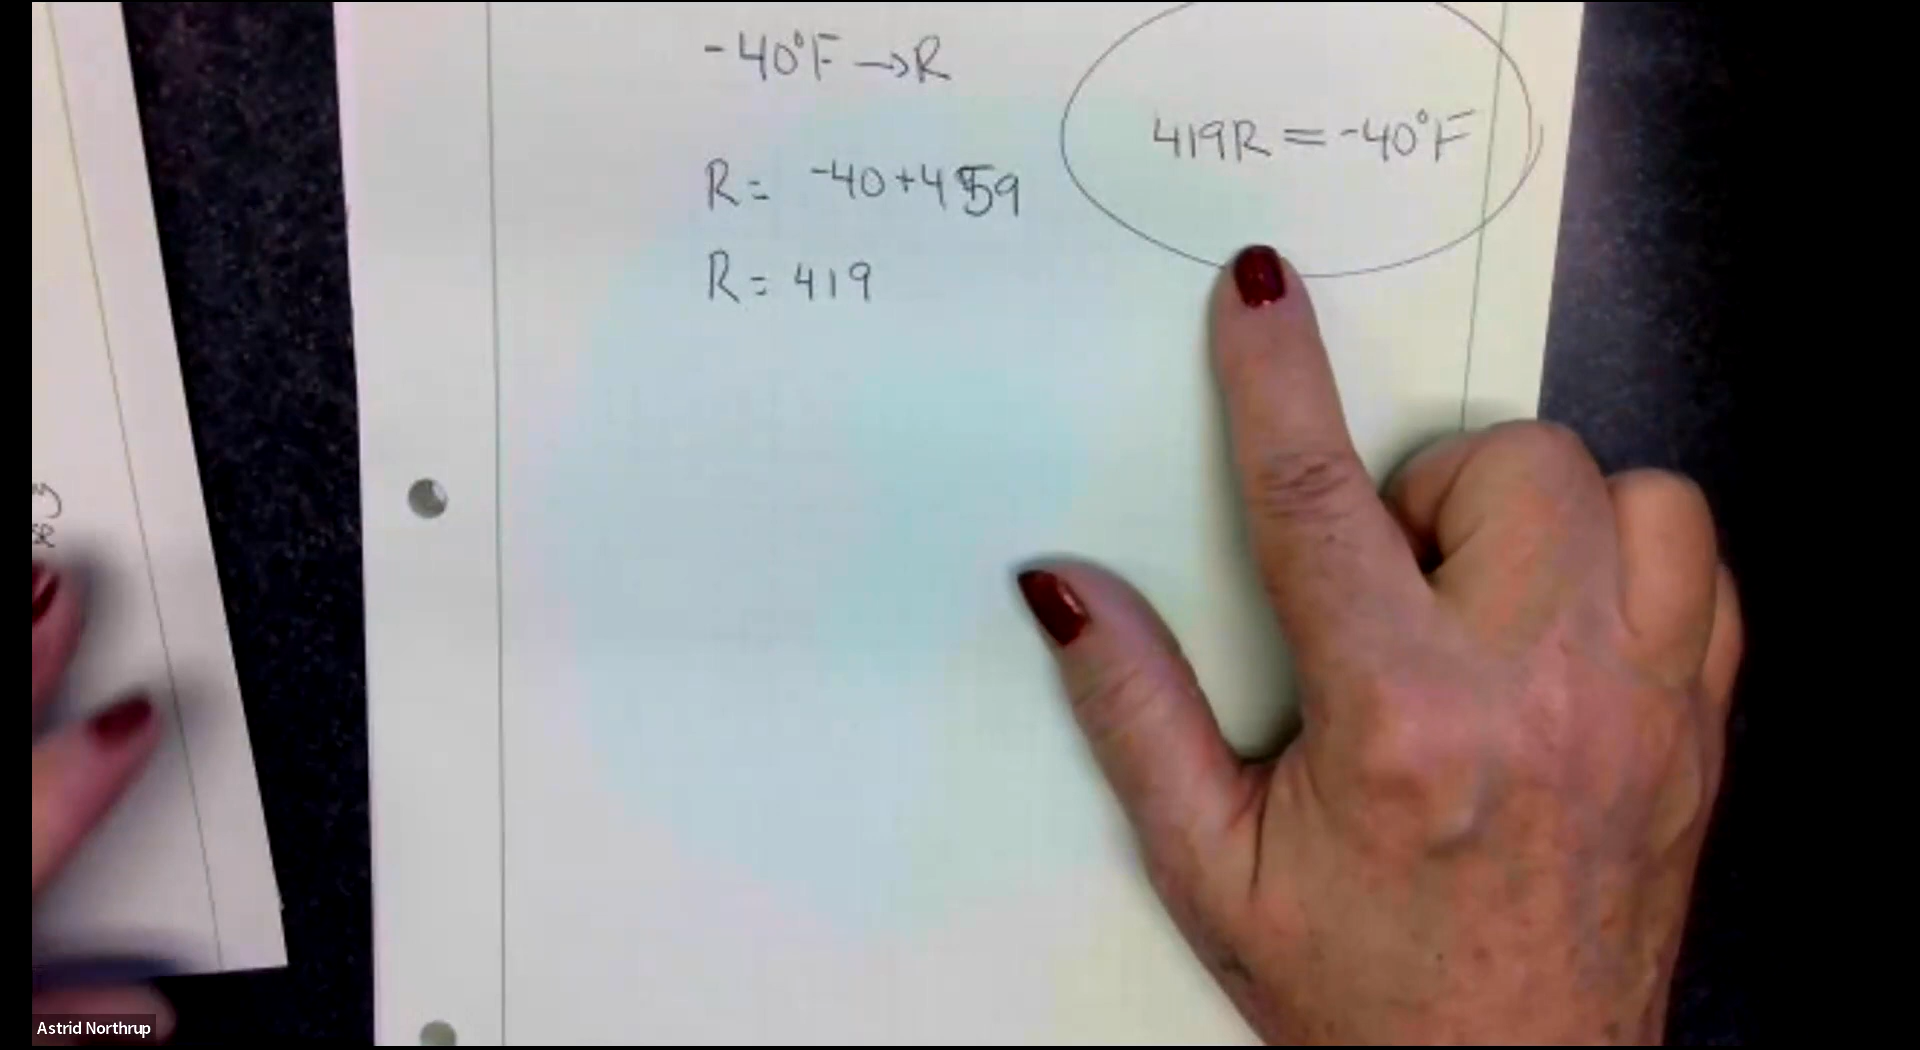 -40°F → R
419R = -40°F
R = -40 + 459
R = 419
Astrid Northrup